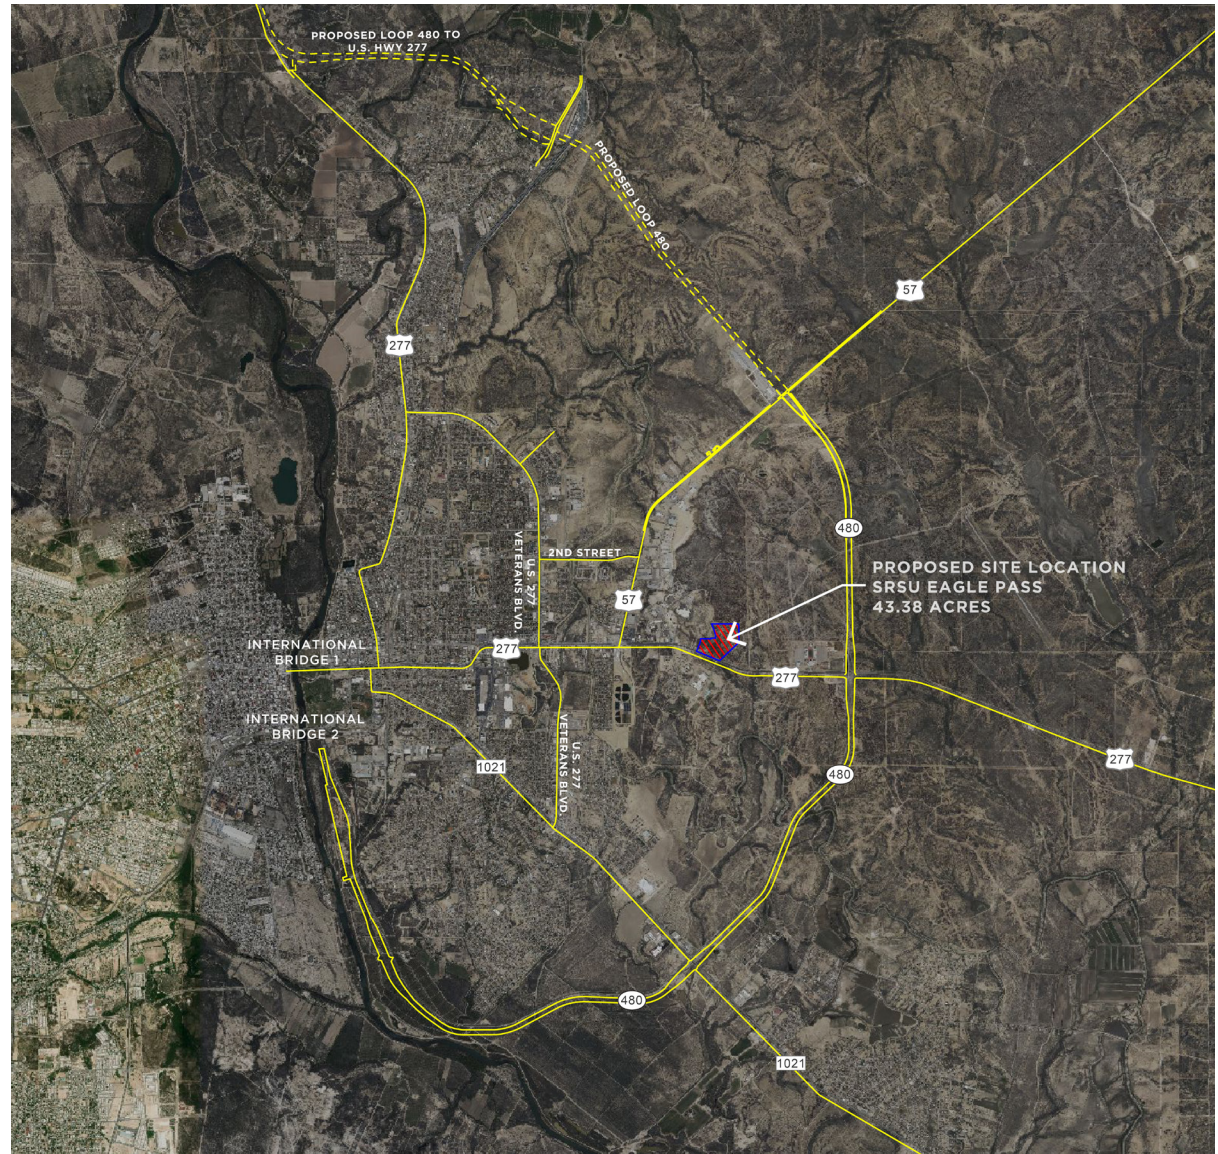 PROPOSED LOOP 480 TO
U.S. HWY 277
PROPOSED LOOP 480
57
277
480
2ND STREET
U.S. 277
VETERANS BLVD
PROPOSED SITE LOCATION
SRSU EAGLE PASS
43.38 ACRES
57
INTERNATIONAL
BRIDGE 1
277
277
INTERNATIONAL
BRIDGE 2
U.S. 277
VETERANS BLVD.
1021
480
277
480
1021